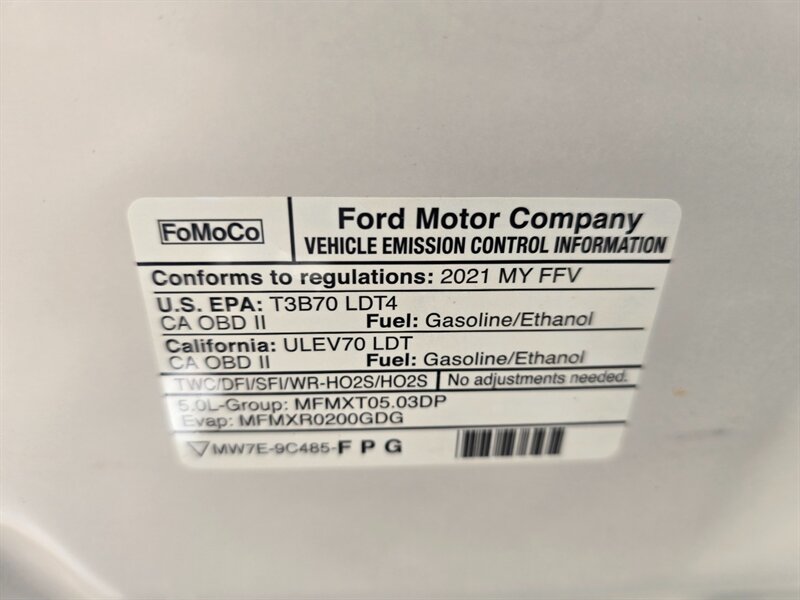 FoMoCo
Ford Motor Company
VEHICLE EMISSION CONTROL INFORMATION
Conforms to regulations: 2021 MY FFV
U.S. EPA: T3B70 LDT4
CA OBD II Fuel: Gasoline/Ethanol
California: ULEV70 LDT
CA OBD II Fuel: Gasoline/Ethanol
TWC/DFI/SFI/WR-HO2S/HO2S No adjustments needed.
5.0L-Group: MFMXT05.03DP
Evap: MFMXR0200GDG
MW7E-9C485-F P G